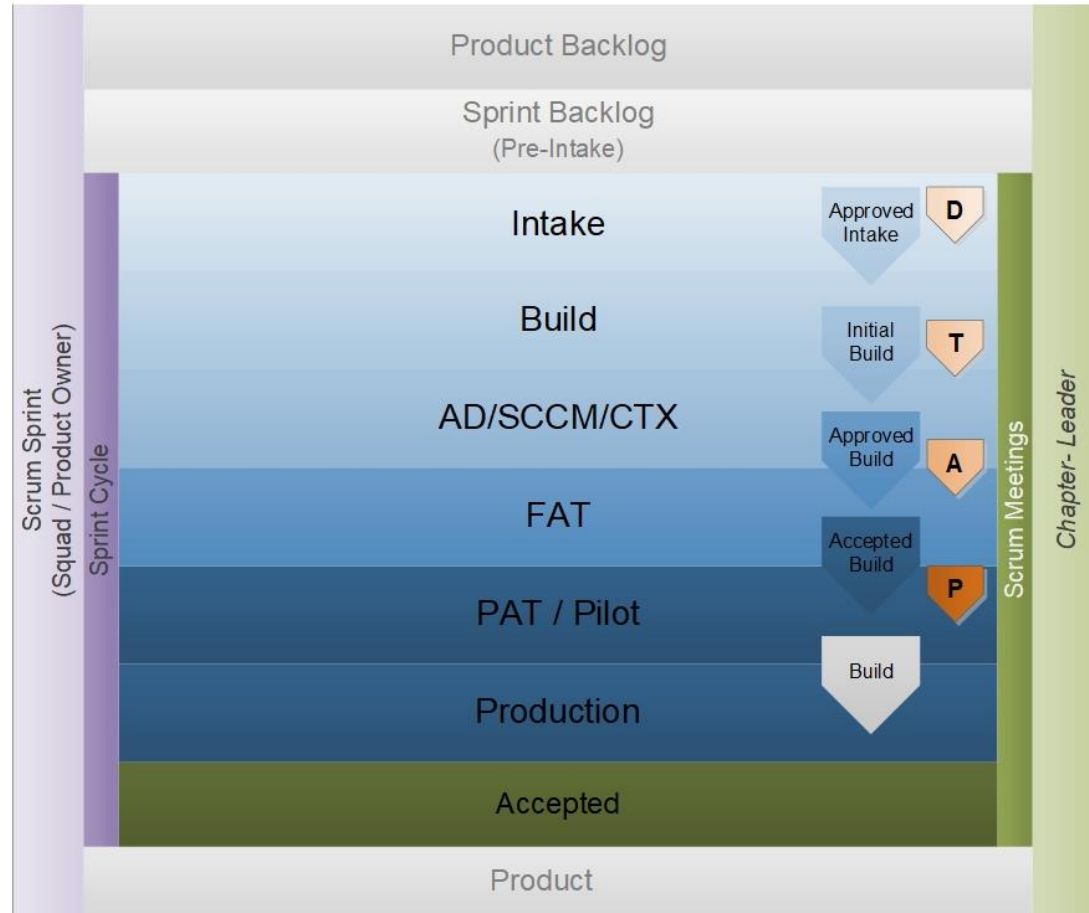 Product Backlog
Sprint Backlog
(Pre-Intake)
Scrum Sprint
(Squad / Product Owner)
Sprint Cycle
Intake
Approved
Intake
D
Build
Initial
Build
T
AD/SCCM/CTX
Approved
Build
A
FAT
Accepted
Build
P
PAT / Pilot
Build
Production
Accepted
Scrum Meetings
Chapter- Leader
Product